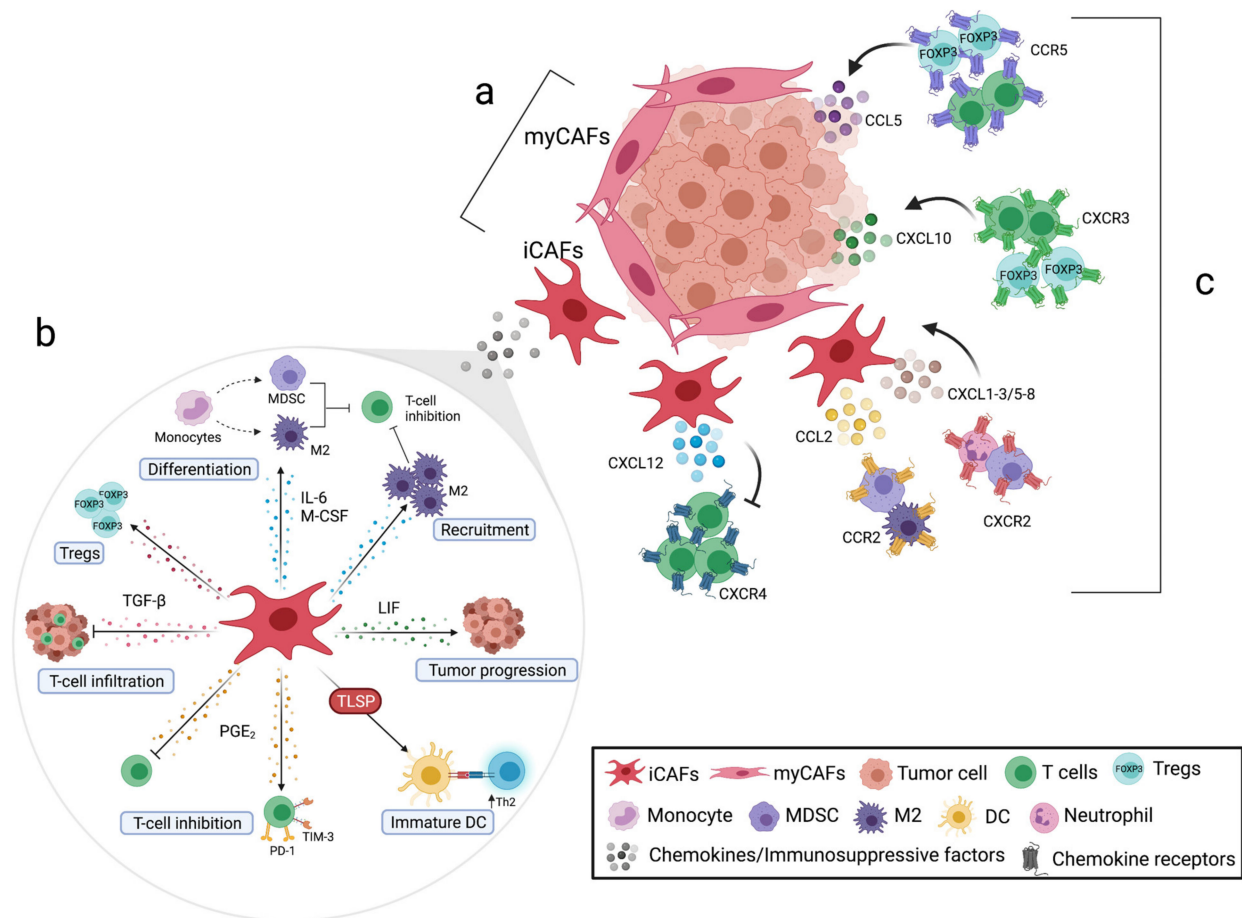 a
myCAFs
iCAFs
CCL5
FOXP3
FOXP3
CCR5
CXCL10
CXCR3
FOXP3
FOXP3
c
CXCL1-3/5-8
CCL2
CXCL12
CXCR4
CCR2
CXCR2
b
MDSC
Monocytes
M2
T-cell
inhibition
Differentiation
IL-6
M-CSF
M2
Recruitment
FOXP3
FOXP3
FOXP3
Tregs
TGF-β
LIF
T-cell infiltration
Tumor progression
TLSP
PGE₂
T-cell inhibition
TIM-3
PD-1
Th2
Immature DC
iCAFs
myCAFs
Tumor cell
T cells
FOXP3
Tregs
Monocyte
MDSC
M2
DC
Neutrophil
Chemokines/Immunosuppressive factors
Chemokine receptors